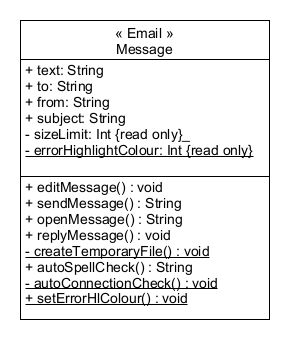 « Email »
Message
+ text: String
+ to: String
+ from: String
+ subject: String
- sizeLimit: Int {read only}_
- errorHighlightColour: Int {read only}
+ editMessage() : void
+ sendMessage() : String
+ openMessage() : String
+ replyMessage() : void
- createTemporaryFile() : void
+ autoSpellCheck() : String
- autoConnectionCheck() : void
+ setErrorHlColour() : void